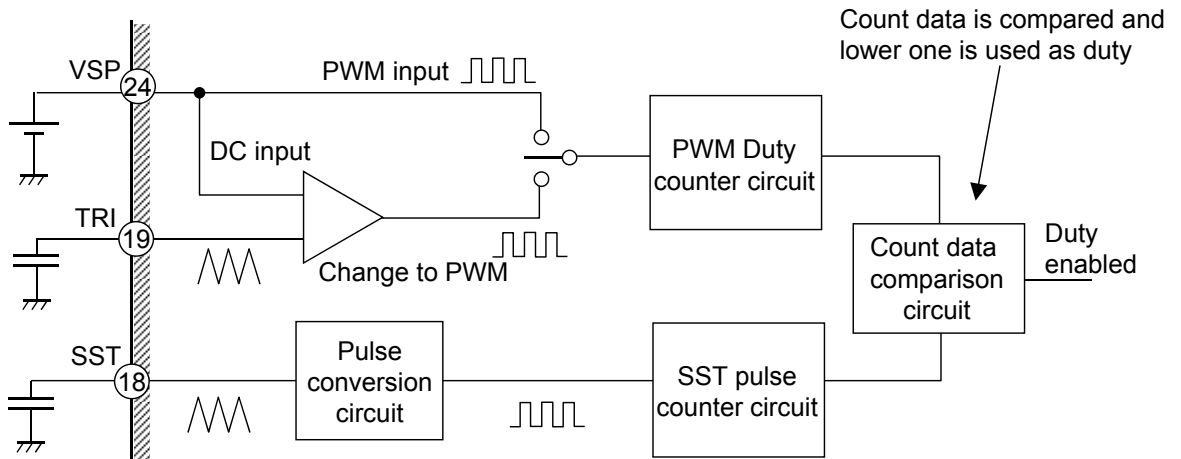 Count data is compared and
lower one is used as duty
VSP
24
PWM input
DC input
PWM Duty
counter circuit
TRI
19
Change to PWM
Count data
comparison
circuit
Duty
enabled
SST
18
Pulse
conversion
circuit
SST pulse
counter circuit